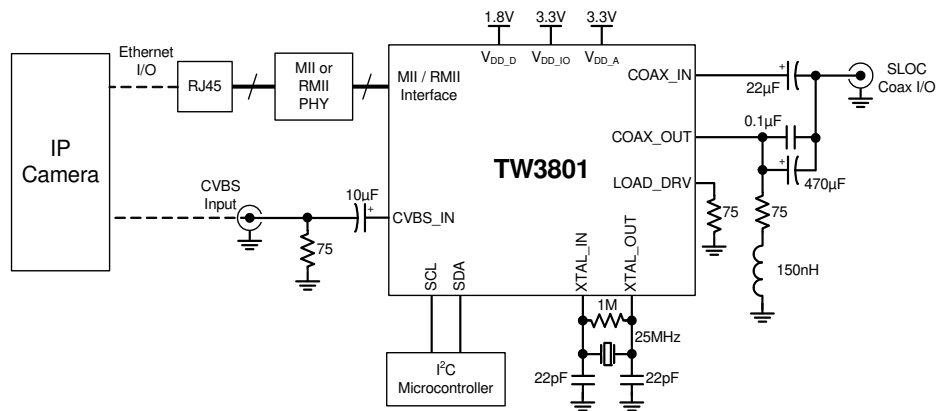 1.8V
3.3V
3.3V
VDD_D
VDD_IO
VDD_A
Ethernet
I/O
RJ45
MII or
RMII
PHY
MII / RMII
Interface
COAX_IN
+
22µF
SLOC
Coax I/O
IP
Camera
COAX_OUT
0.1µF
+
470µF
TW3801
LOAD_DRV
75
75
150nH
CVBS
Input
10µF
+
CVBS_IN
75
SCL
SDA
XTAL_IN
XTAL_OUT
1M
25MHz
22pF
22pF
I²C
Microcontroller